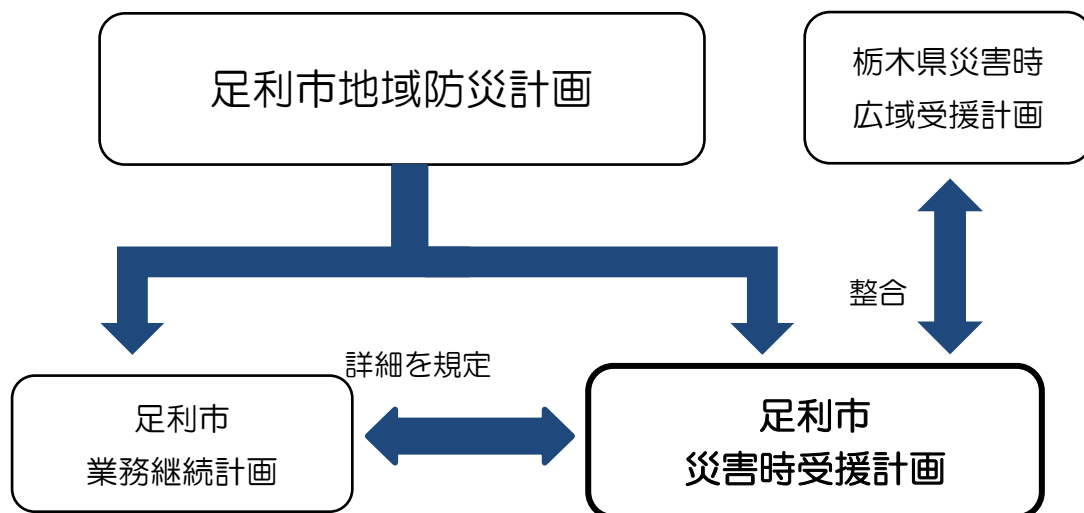 足利市地域防災計画
栃木県災害時
広域受援計画
整合
詳細を規定
足利市
業務継続計画
足利市
災害時受援計画